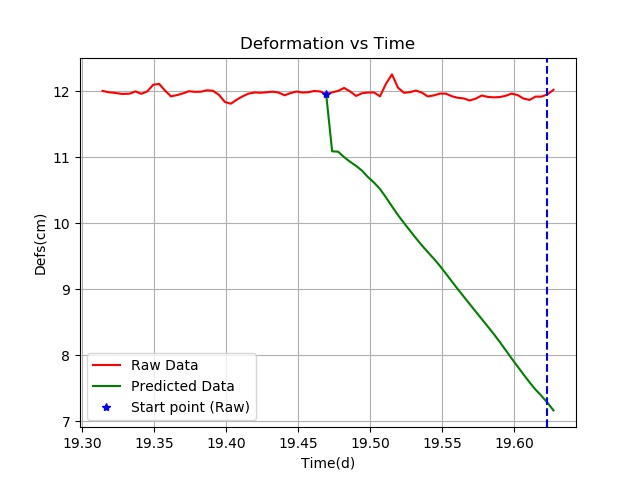 Deformation vs Time
Defs(cm)
12
11
10
9
8
7
Raw Data
Predicted Data
Start point (Raw)
19.30 19.35 19.40 19.45 19.50 19.55 19.60
Time(d)